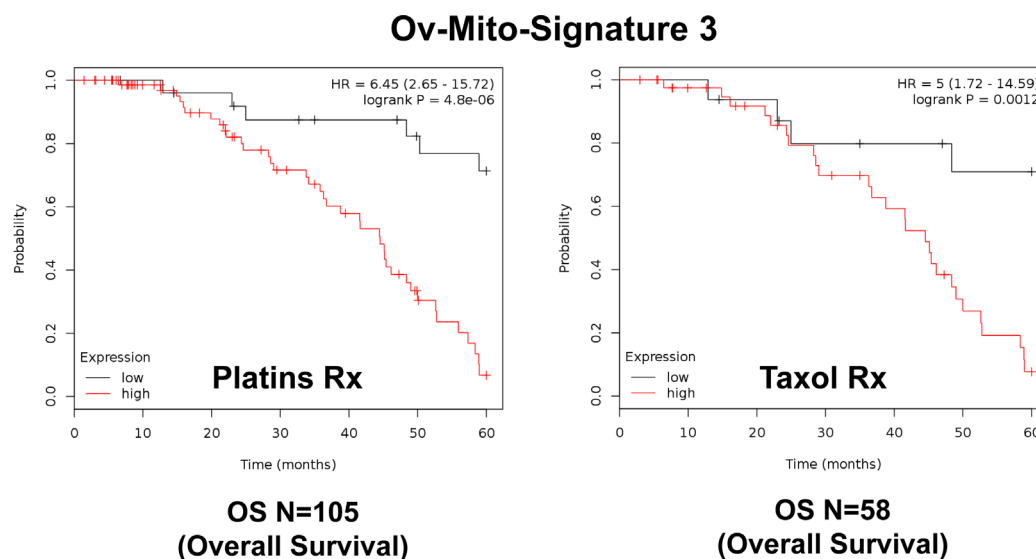 Ov-Mito-Signature 3
HR = 6.45 (2.65 - 15.72)
logrank P = 4.8e-06
Probability
1.0
0.8
0.6
0.4
0.2
0.0
Expression
low
high
Platins Rx
0 10 20 30 40 50 60
Time (months)
OS N=105
(Overall Survival)
HR = 5 (1.72 - 14.59)
logrank P = 0.0012
Probability
1.0
0.8
0.6
0.4
0.2
0.0
Expression
low
high
Taxol Rx
0 10 20 30 40 50 60
Time (months)
OS N=58
(Overall Survival)